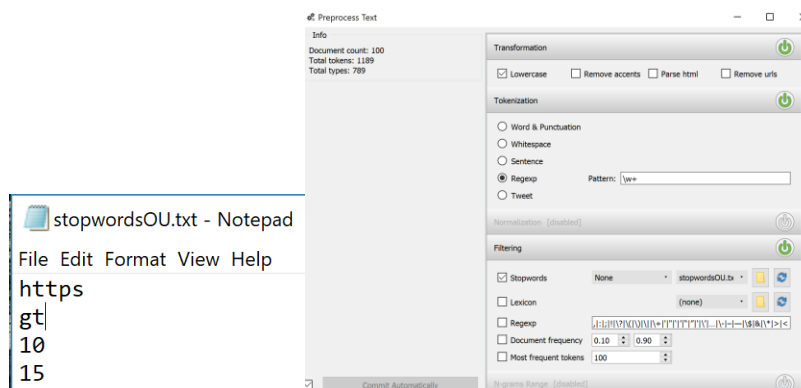 Preprocess Text
Info
Document count: 100
Total tokens: 1189
Total types: 789
Transformation
Lowercase Remove accents Parse html Remove urls
Tokenization
Word & Punctuation
Whitespace
Sentence
Regexp Pattern: \w+
Tweet
Normalization [disabled]
Filtering
Stopwords None stopwordsOU.tx
Lexicon (none)
Regexp
Document frequency 0.10 0.90
Most frequent tokens 100
N-grams Range [disabled]
Commit Automatically
stopwordsOU.txt - Notepad
File Edit Format View Help
https
gt
10
15